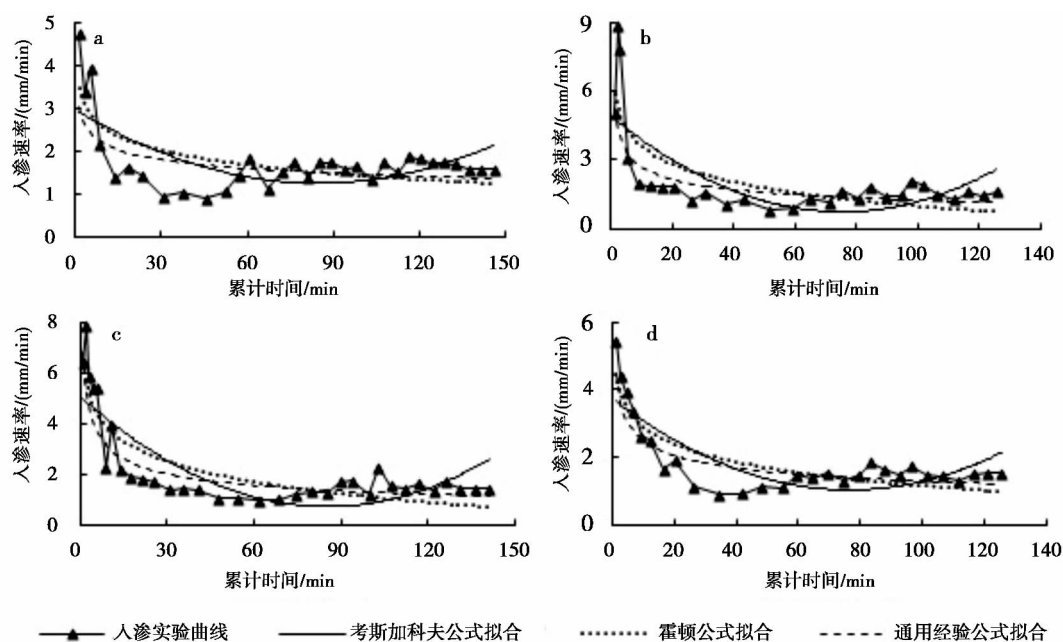 5
4
3
2
1
0
a
入渗速率/(mm/min)
0 30 60 90 120 150
累计时间/min
9
6
3
0
b
入渗速率/(mm/min)
0 20 40 60 80 100 120 140
累计时间/min
8
6
4
2
0
c
入渗速率/(mm/min)
0 30 60 90 120 150
累计时间/min
6
4
2
0
d
入渗速率/(mm/min)
0 20 40 60 80 100 120 140
累计时间/min
入渗实验曲线 考斯加科夫公式拟合 霍顿公式拟合 通用经验公式拟合